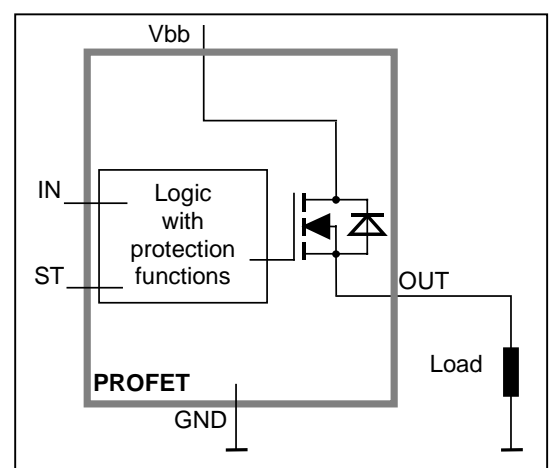 Vbb
IN
Logic
with
protection
functions
ST
OUT
Load
PROFET
GND